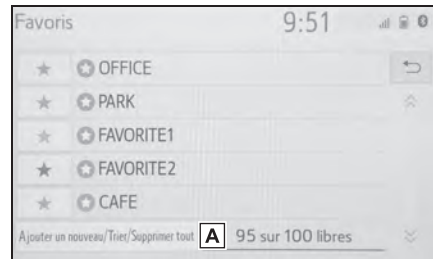 Favoris 9:51
OFFICE
PARK
FAVORITE1
FAVORITE2
CAFE
Ajouter un nouveau/Trier/Supprimer tout A 95 sur 100 libres